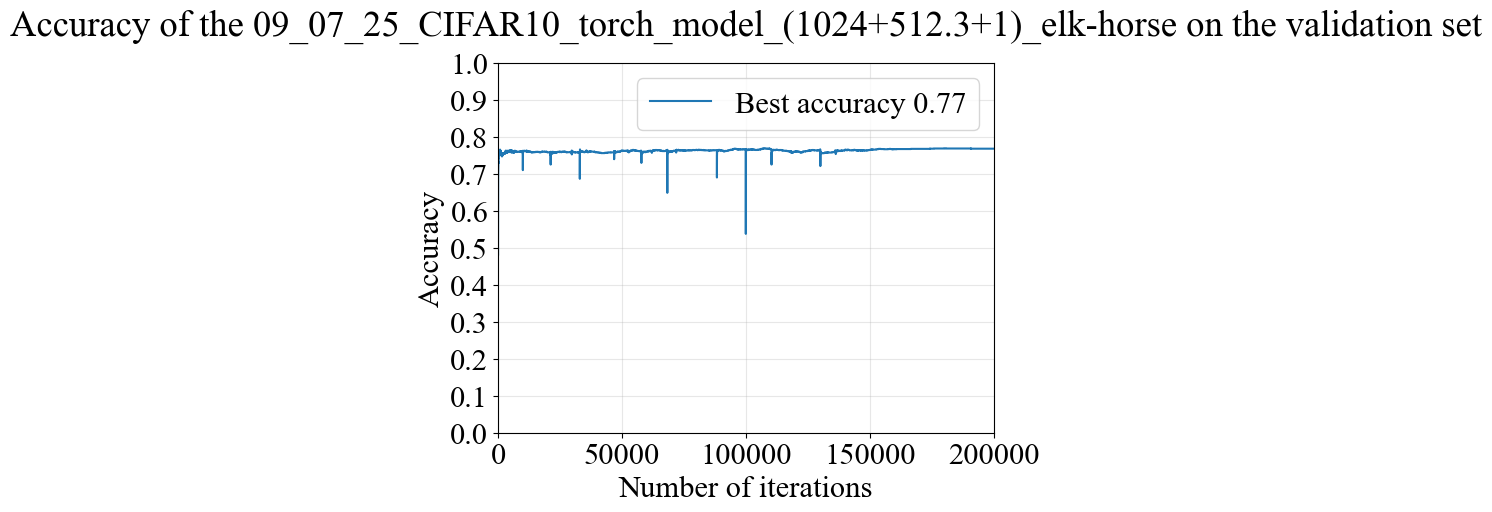 Accuracy of the 09_07_25_CIFAR10_torch_model_(1024+512.3+1)_elk-horse on the validation set
1.0
Best accuracy 0.77
0.9
0.8
0.7
0.6
0.5
0.4
0.3
0.2
0.1
0.0
Accuracy
0 50000 100000 150000 200000
Number of iterations